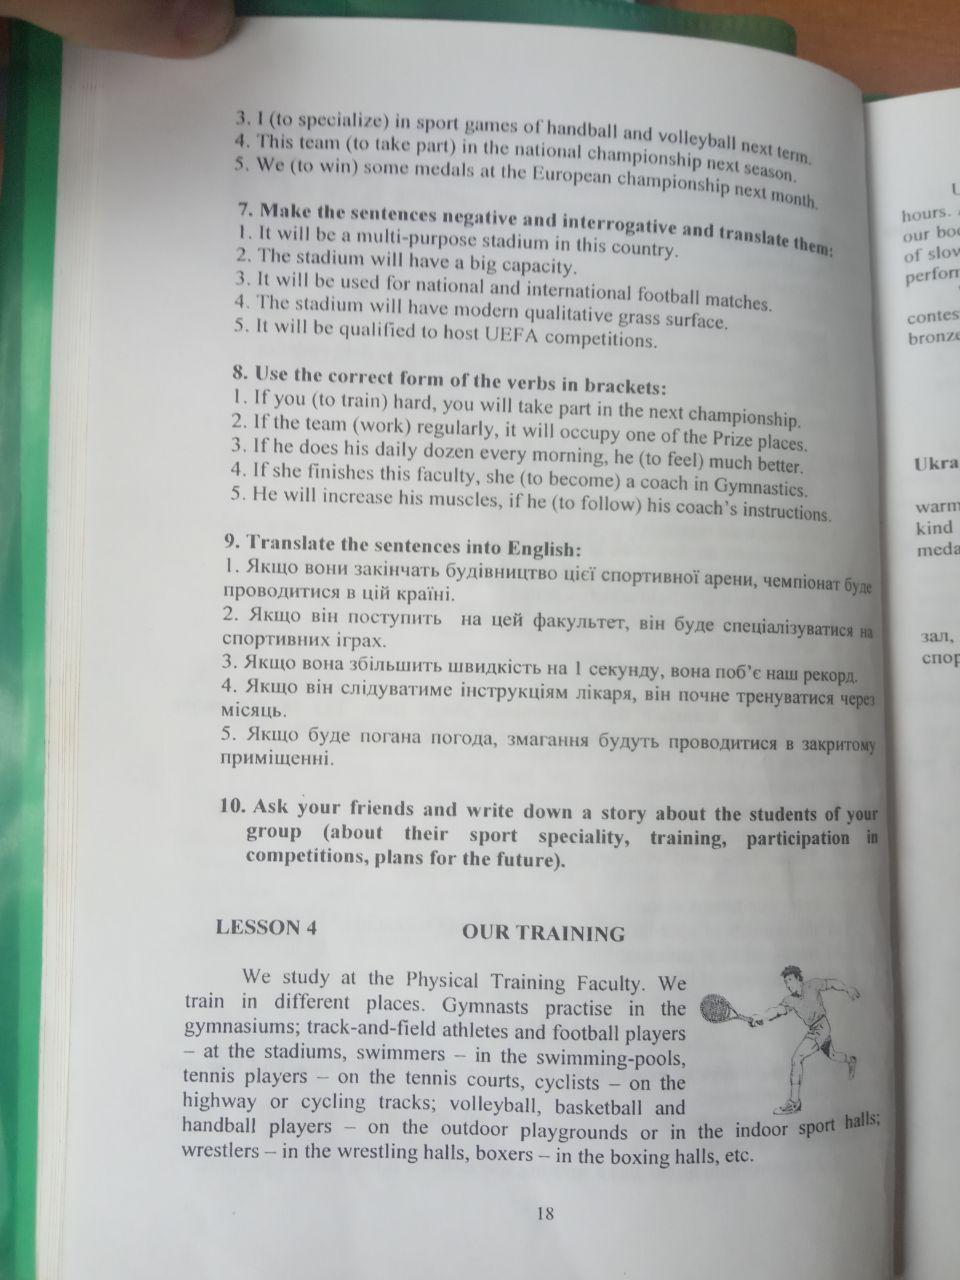 3. I (to specialize) in sport games of handball and volleyball next term.
4. This team (to take part) in the national championship next season.
5. We (to win) some medals at the European championship next month.
7. Make the sentences negative and interrogative and translate them:
1. It will be a multi-purpose stadium in this country.
2. The stadium will have a big capacity.
3. It will be used for national and international football matches.
4. The stadium will have modern qualitative grass surface.
5. It will be qualified to host UEFA competitions.
8. Use the correct form of the verbs in brackets:
1. If you (to train) hard, you will take part in the next championship.
2. If the team (work) regularly, it will occupy one of the Prize places.
3. If he does his daily dozen every morning, he (to feel) much better.
4. If she finishes this faculty, she (to become) a coach in Gymnastics.
5. He will increase his muscles, if he (to follow) his coach's instructions.
9. Translate the sentences into English:
1. Якщо вони закінчать будівництво цієї спортивної арени, чемпіонат буде
проводитися в цій країні.
2. Якщо він поступить на цей факультет, він буде спеціалізуватися на
спортивних іграх.
3. Якщо вона збільшить швидкість на 1 секунду, вона поб'є наш рекорд.
4. Якщо він слідуватиме інструкціям лікаря, він почне тренуватися через
місяць.
5. Якщо буде погана погода, змагання будуть проводитися в закритому
приміщенні.
10. Ask your friends and write down a story about the students of your
group (about their sport speciality, training, participation in
competitions, plans for the future).
LESSON 4 OUR TRAINING
We study at the Physical Training Faculty. We
train in different places. Gymnasts practise in the
gymnasiums; track-and-field athletes and football players
– at the stadiums, swimmers – in the swimming-pools,
tennis players – on the tennis courts, cyclists – on the
highway or cycling tracks; volleyball, basketball and
handball players – on the outdoor playgrounds or in the indoor sport halls;
wrestlers – in the wrestling halls, boxers – in the boxing halls, etc.
18
hours.
our
of
contes
bronze
Ukra
warm
kind
meda
зал,
спор